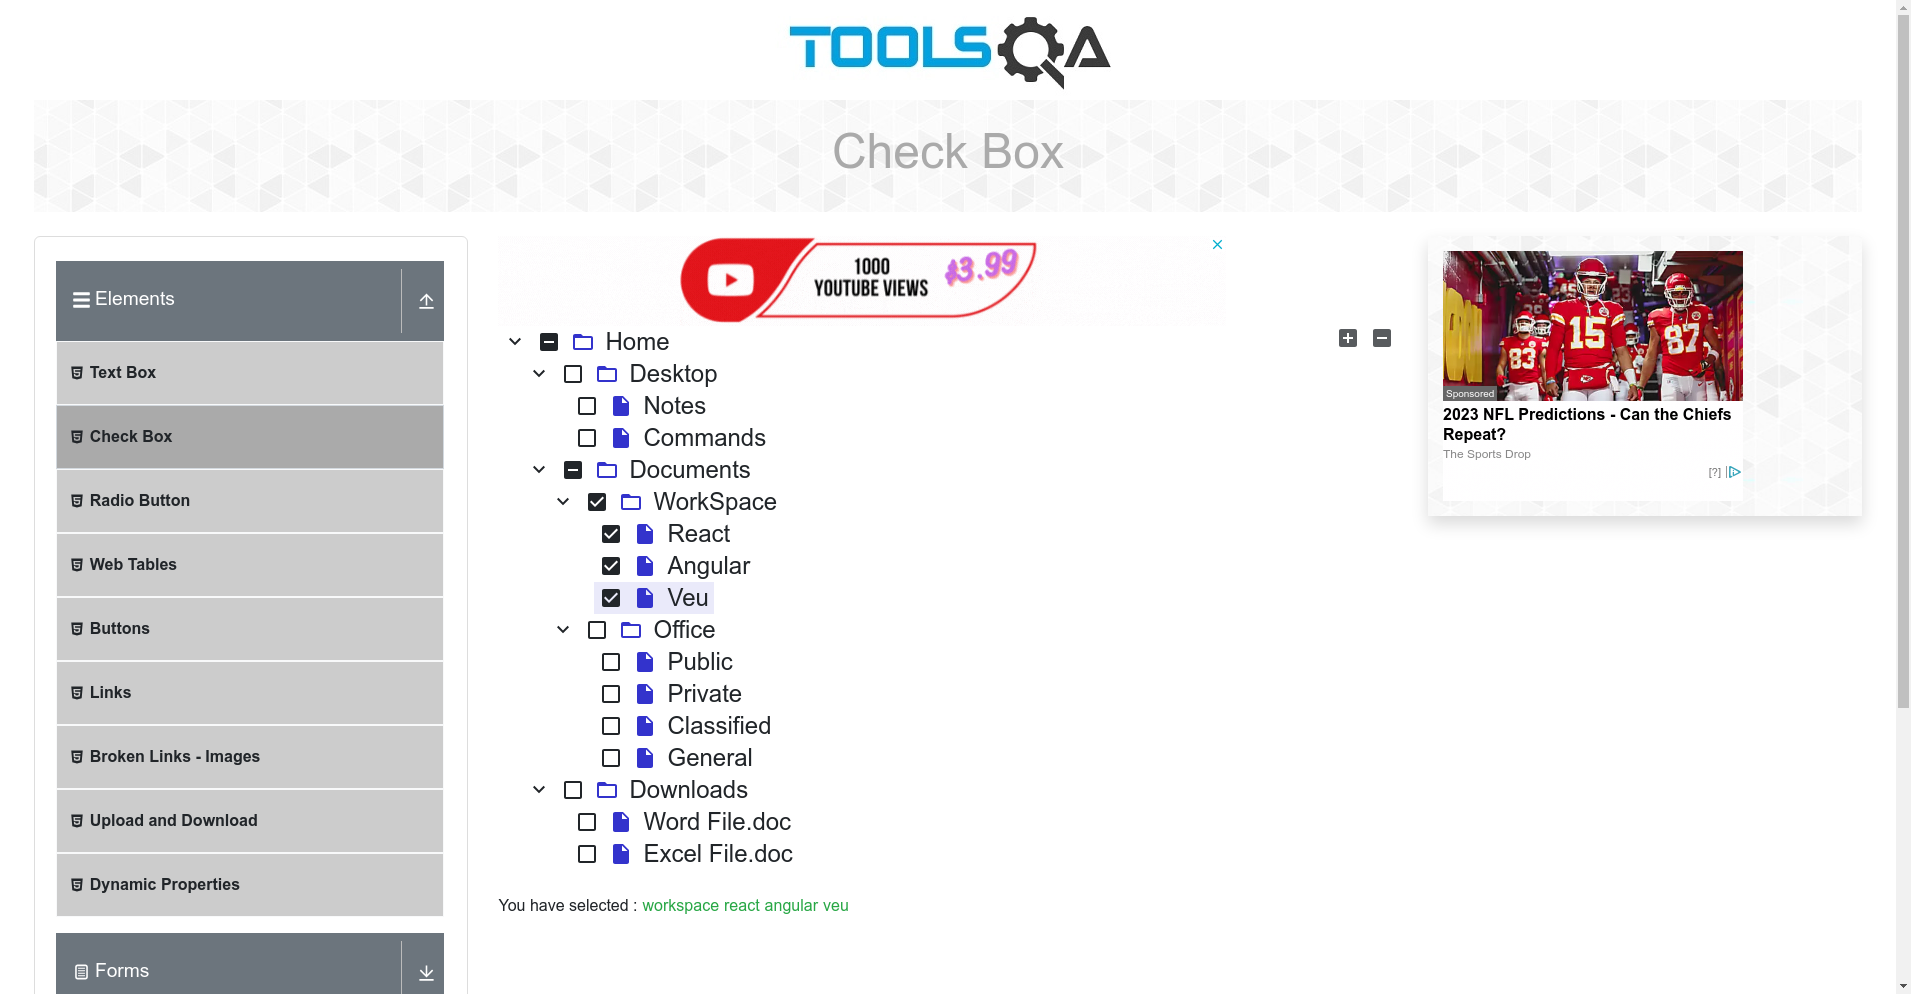 TOOLSQA
Check Box
Elements
Text Box
Check Box
Radio Button
Web Tables
Buttons
Links
Broken Links - Images
Upload and Download
Dynamic Properties
Forms
1000
YOUTUBE VIEWS
$3.99
Home
Desktop
Notes
Commands
Documents
WorkSpace
React
Angular
Veu
Office
Public
Private
Classified
General
Downloads
Word File.doc
Excel File.doc
You have selected : workspace react angular veu
83
15
87
Sponsored
2023 NFL Predictions - Can the Chiefs
Repeat?
The Sports Drop
[?]